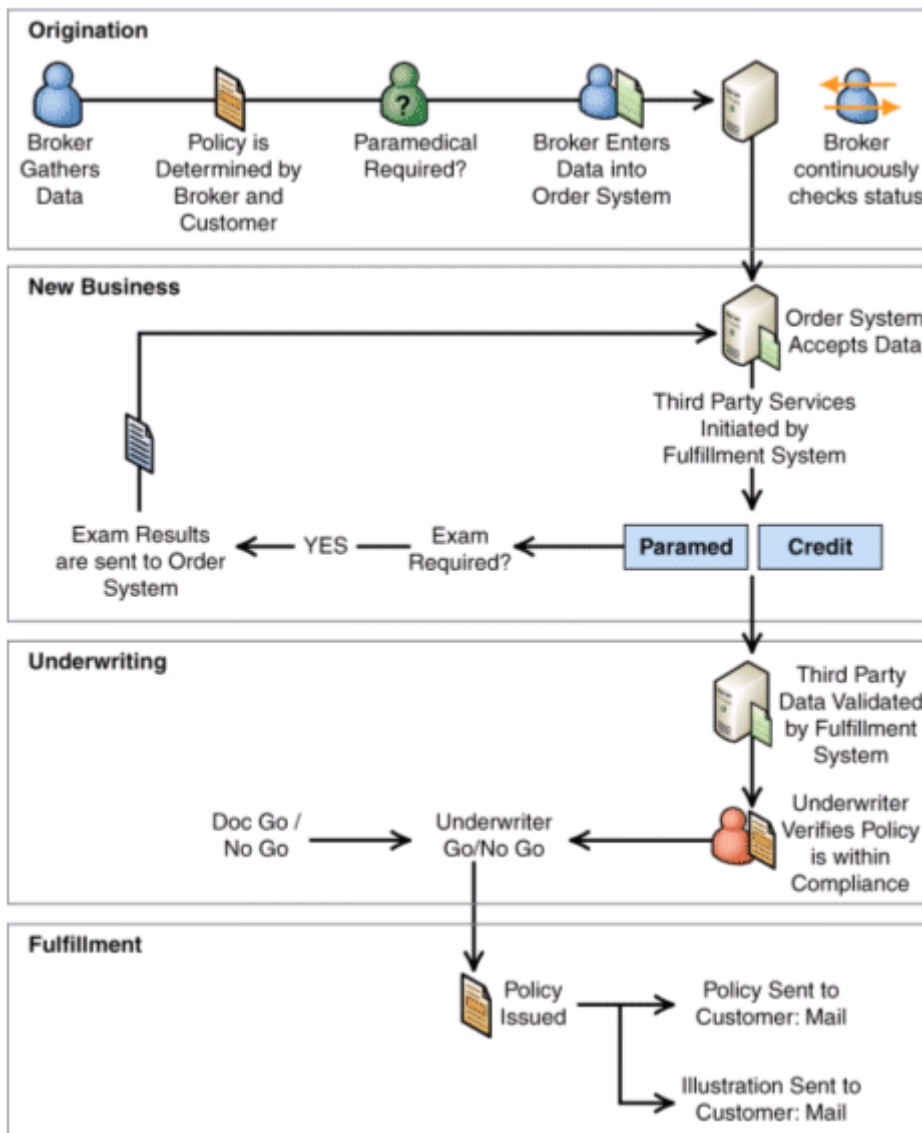 Origination
?
Broker
Gathers
Data
Policy is
Determined by
Broker and
Customer
Paramedical
Required?
Broker Enters
Data into
Order System
Broker
continuously
checks status
New Business
Order System
Accepts Data
Third Party Services
Initiated by
Fulfillment System
Paramed
Credit
Exam
Required?
YES
Exam Results
are sent to Order
System
Underwriting
Third Party
Data Validated
by Fulfillment
System
Underwriter
Verifies Policy
is within
Compliance
Doc Go /
No Go
Underwriter
Go/No Go
Fulfillment
Policy
Issued
Policy Sent to
Customer: Mail
Illustration Sent to
Customer: Mail